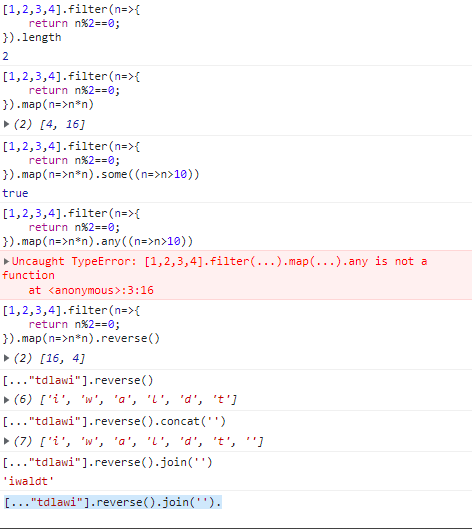 [1,2,3,4].filter(n=>{
    return n%2==0;
}).length
2
[1,2,3,4].filter(n=>{
    return n%2==0;
}).map(n=>n*n)
▶ (2) [4, 16]
[1,2,3,4].filter(n=>{
    return n%2==0;
}).map(n=>n*n).some((n=>n>10))
true
[1,2,3,4].filter(n=>{
    return n%2==0;
}).map(n=>n*n).any((n=>n>10))
▶ Uncaught TypeError: [1,2,3,4].filter(...).map(...).any is not a
function
    at <anonymous>:3:16
[1,2,3,4].filter(n=>{
    return n%2==0;
}).map(n=>n*n).reverse()
▶ (2) [16, 4]
[..."tdlawi"].reverse()
▶ (6) ['i', 'w', 'a', 'l', 'd', 't']
[..."tdlawi"].reverse().concat('')
▶ (7) ['i', 'w', 'a', 'l', 'd', 't', '']
[..."tdlawi"].reverse().join('')
'iwaldt'
[..."tdlawi"].reverse().join('').